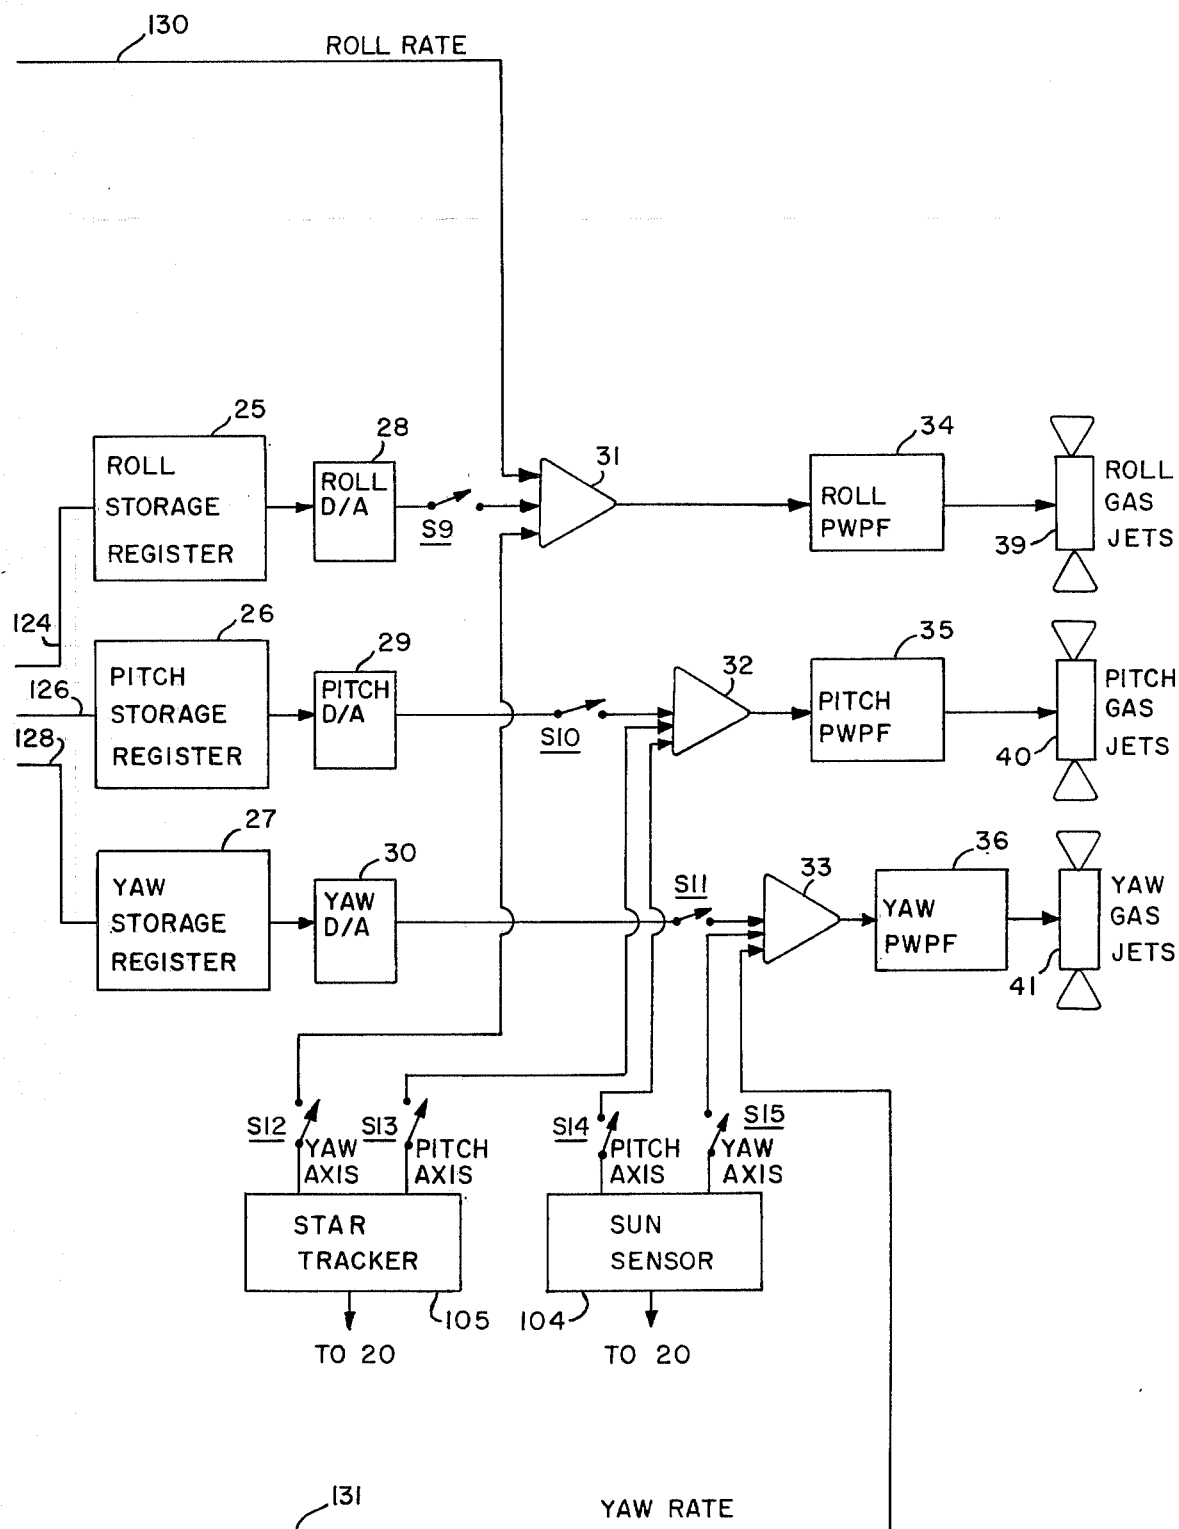 130
ROLL RATE
25
28
31
34
ROLL
STORAGE
REGISTER
ROLL
D/A
S9
ROLL
PWPF
ROLL
GAS
JETS
39
124
26
29
32
35
126
PITCH
STORAGE
REGISTER
PITCH
D/A
S10
PITCH
PWPF
PITCH
GAS
JETS
40
128
27
30
S11
33
36
YAW
STORAGE
REGISTER
YAW
D/A
YAW
PWPF
YAW
GAS
JETS
41
S12
YAW
AXIS
S13
PITCH
AXIS
S14
PITCH
AXIS
S15
YAW
AXIS
STAR
TRACKER
SUN
SENSOR
105
104
TO 20
TO 20
131
YAW RATE